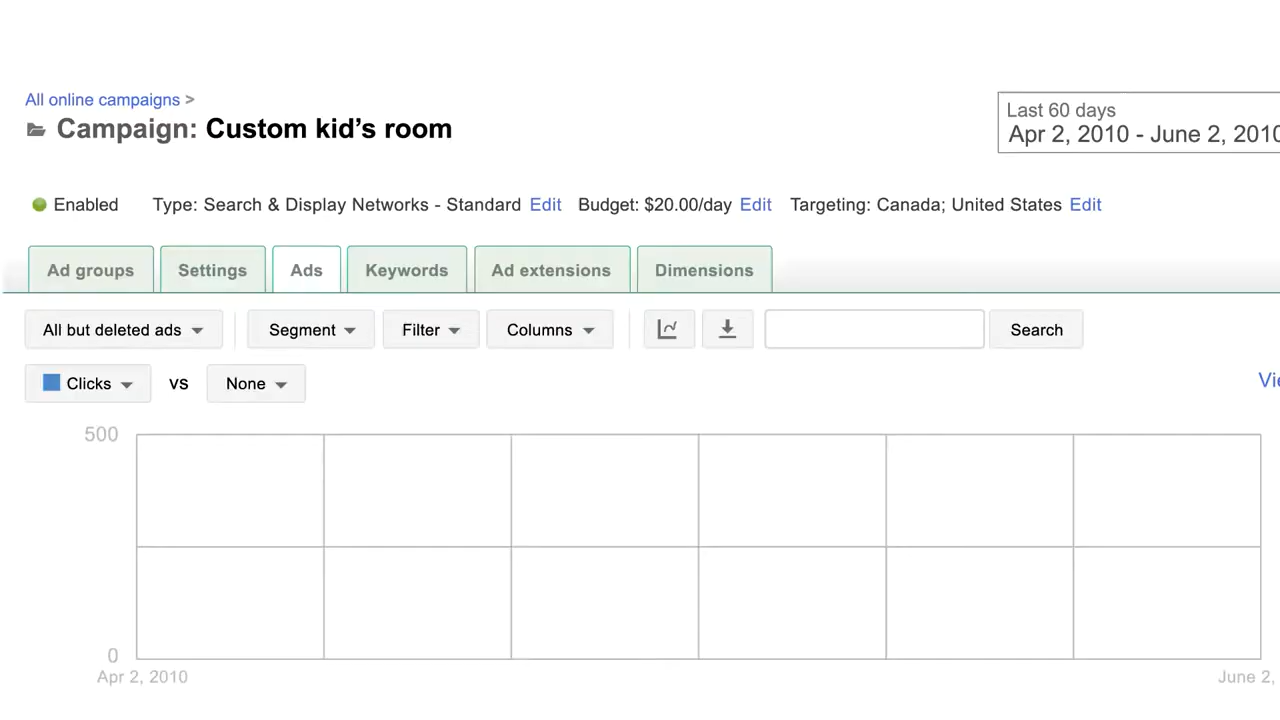 All online campaigns >
Campaign: Custom kid’s room
Last 60 days
Apr 2, 2010 - June 2, 2010
Enabled Type: Search & Display Networks - Standard Edit Budget: $20.00/day Edit Targeting: Canada; United States Edit
Ad groups Settings Ads Keywords Ad extensions Dimensions
All but deleted ads Segment Filter Columns Search
Clicks vs None
500
0
Apr 2, 2010 June 2,